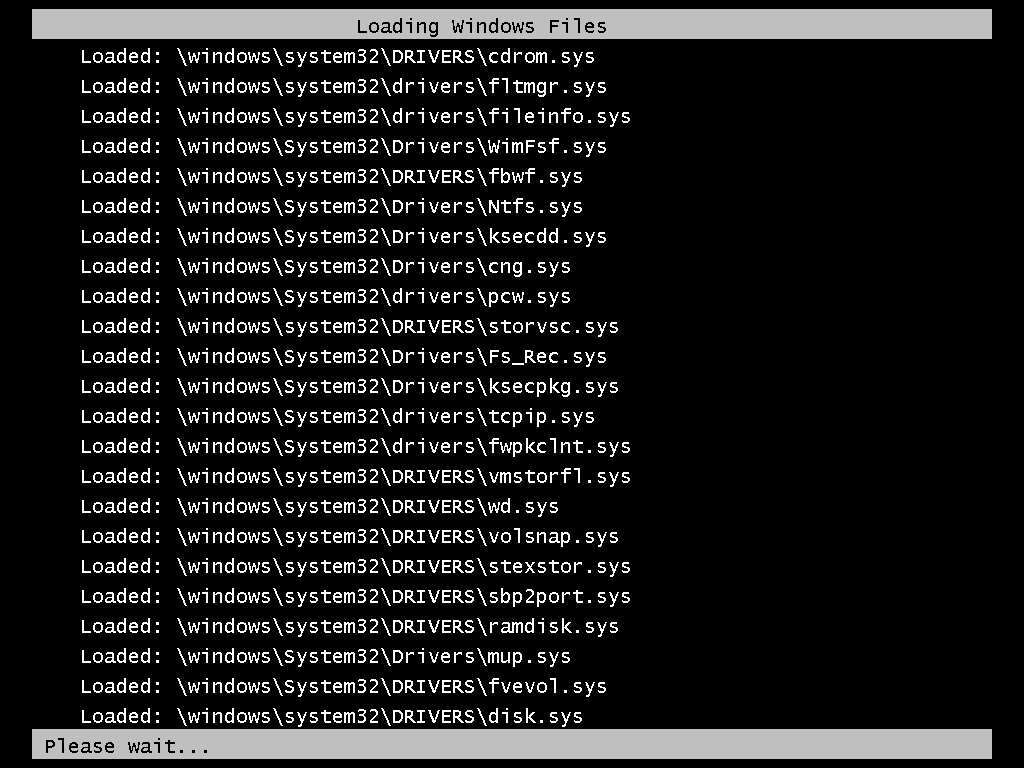 Loading Windows Files
Loaded: \windows\system32\DRIVERS\cdrom.sys
Loaded: \windows\system32\drivers\fltmgr.sys
Loaded: \windows\system32\drivers\fileinfo.sys
Loaded: \windows\System32\Drivers\WimFsf.sys
Loaded: \windows\system32\DRIVERS\fbwf.sys
Loaded: \windows\System32\Drivers\Ntfs.sys
Loaded: \windows\System32\Drivers\ksecdd.sys
Loaded: \windows\System32\Drivers\cng.sys
Loaded: \windows\System32\drivers\pcw.sys
Loaded: \windows\system32\DRIVERS\storvsc.sys
Loaded: \windows\System32\Drivers\Fs_Rec.sys
Loaded: \windows\System32\Drivers\ksecpkg.sys
Loaded: \windows\System32\drivers\tcpip.sys
Loaded: \windows\System32\drivers\fwpkclnt.sys
Loaded: \windows\system32\DRIVERS\vmstorfl.sys
Loaded: \windows\system32\DRIVERS\wd.sys
Loaded: \windows\system32\DRIVERS\volsnap.sys
Loaded: \windows\system32\DRIVERS\stexstor.sys
Loaded: \windows\system32\DRIVERS\sbp2port.sys
Loaded: \windows\system32\DRIVERS\ramdisk.sys
Loaded: \windows\System32\Drivers\mup.sys
Loaded: \windows\System32\DRIVERS\fvevol.sys
Loaded: \windows\system32\DRIVERS\disk.sys
Please wait...